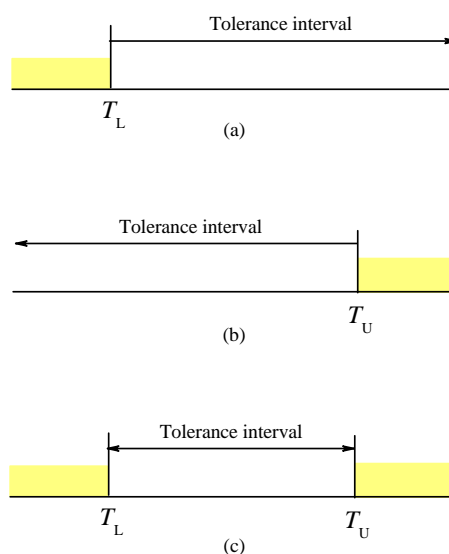 Tolerance interval
T_L
(a)
Tolerance interval
T_U
(b)
Tolerance interval
T_L T_U
(c)